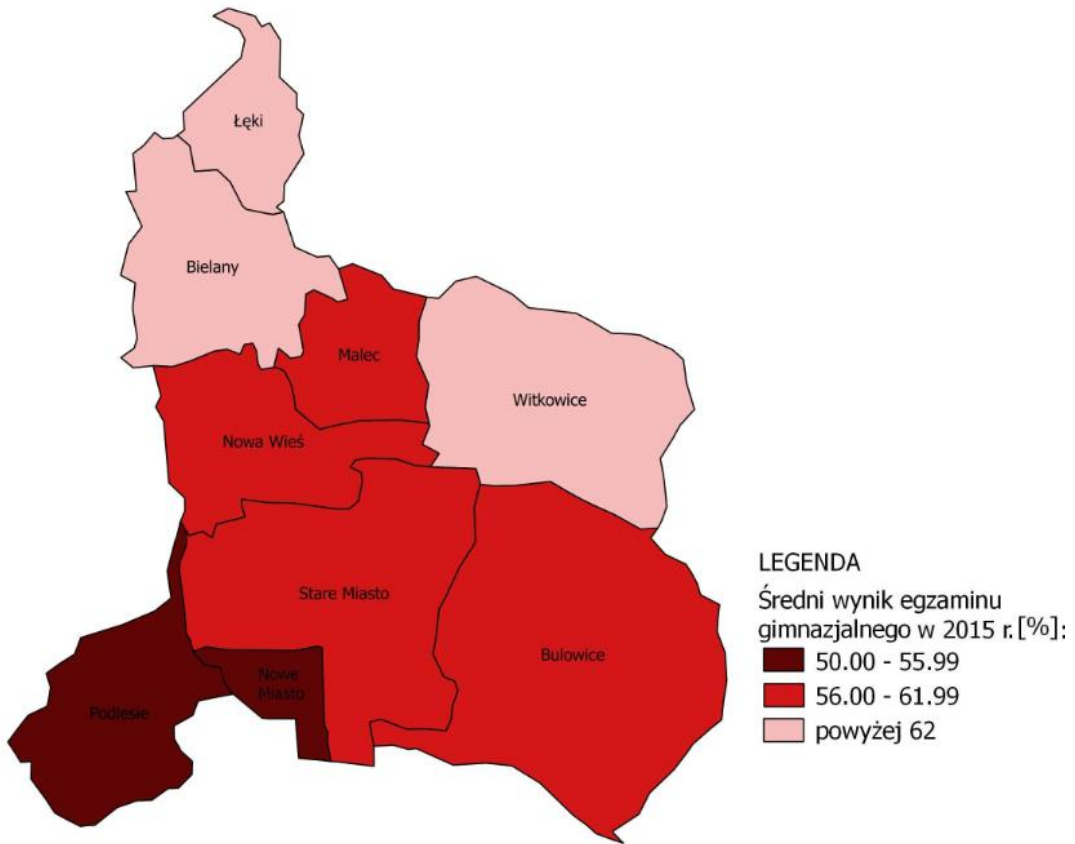 Łęki
Bielany
Malec
Witkowice
Nowa Wieś
Stare Miasto
Bulowice
Nowe
Miasto
Podlesie
LEGENDA
Średni wynik egzaminu
gimnazjalnego w 2015 r.[%]:
50.00 - 55.99
56.00 - 61.99
powyżej 62